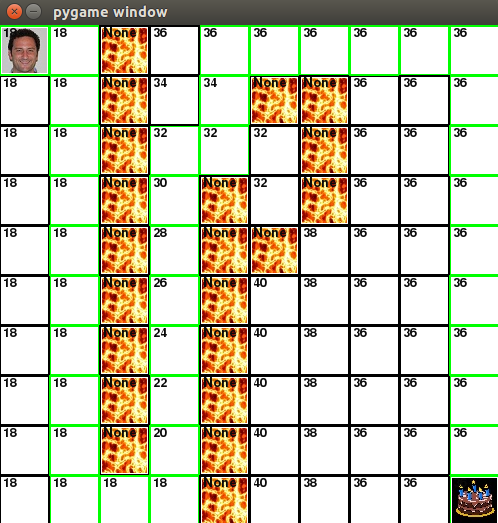 pygame window
18 18 None 36 36 36 36 36 36 36
18 18 None 34 34 None None 36 36 36
18 18 None 32 32 32 None 36 36 36
18 18 None 30 None 32 None 36 36 36
18 18 None 28 None None 38 36 36 36
18 18 None 26 None 40 38 36 36 36
18 18 None 24 None 40 38 36 36 36
18 18 None 22 None 40 38 36 36 36
18 18 None 20 None 40 38 36 36 36
18 18 18 18 None 40 38 36 36